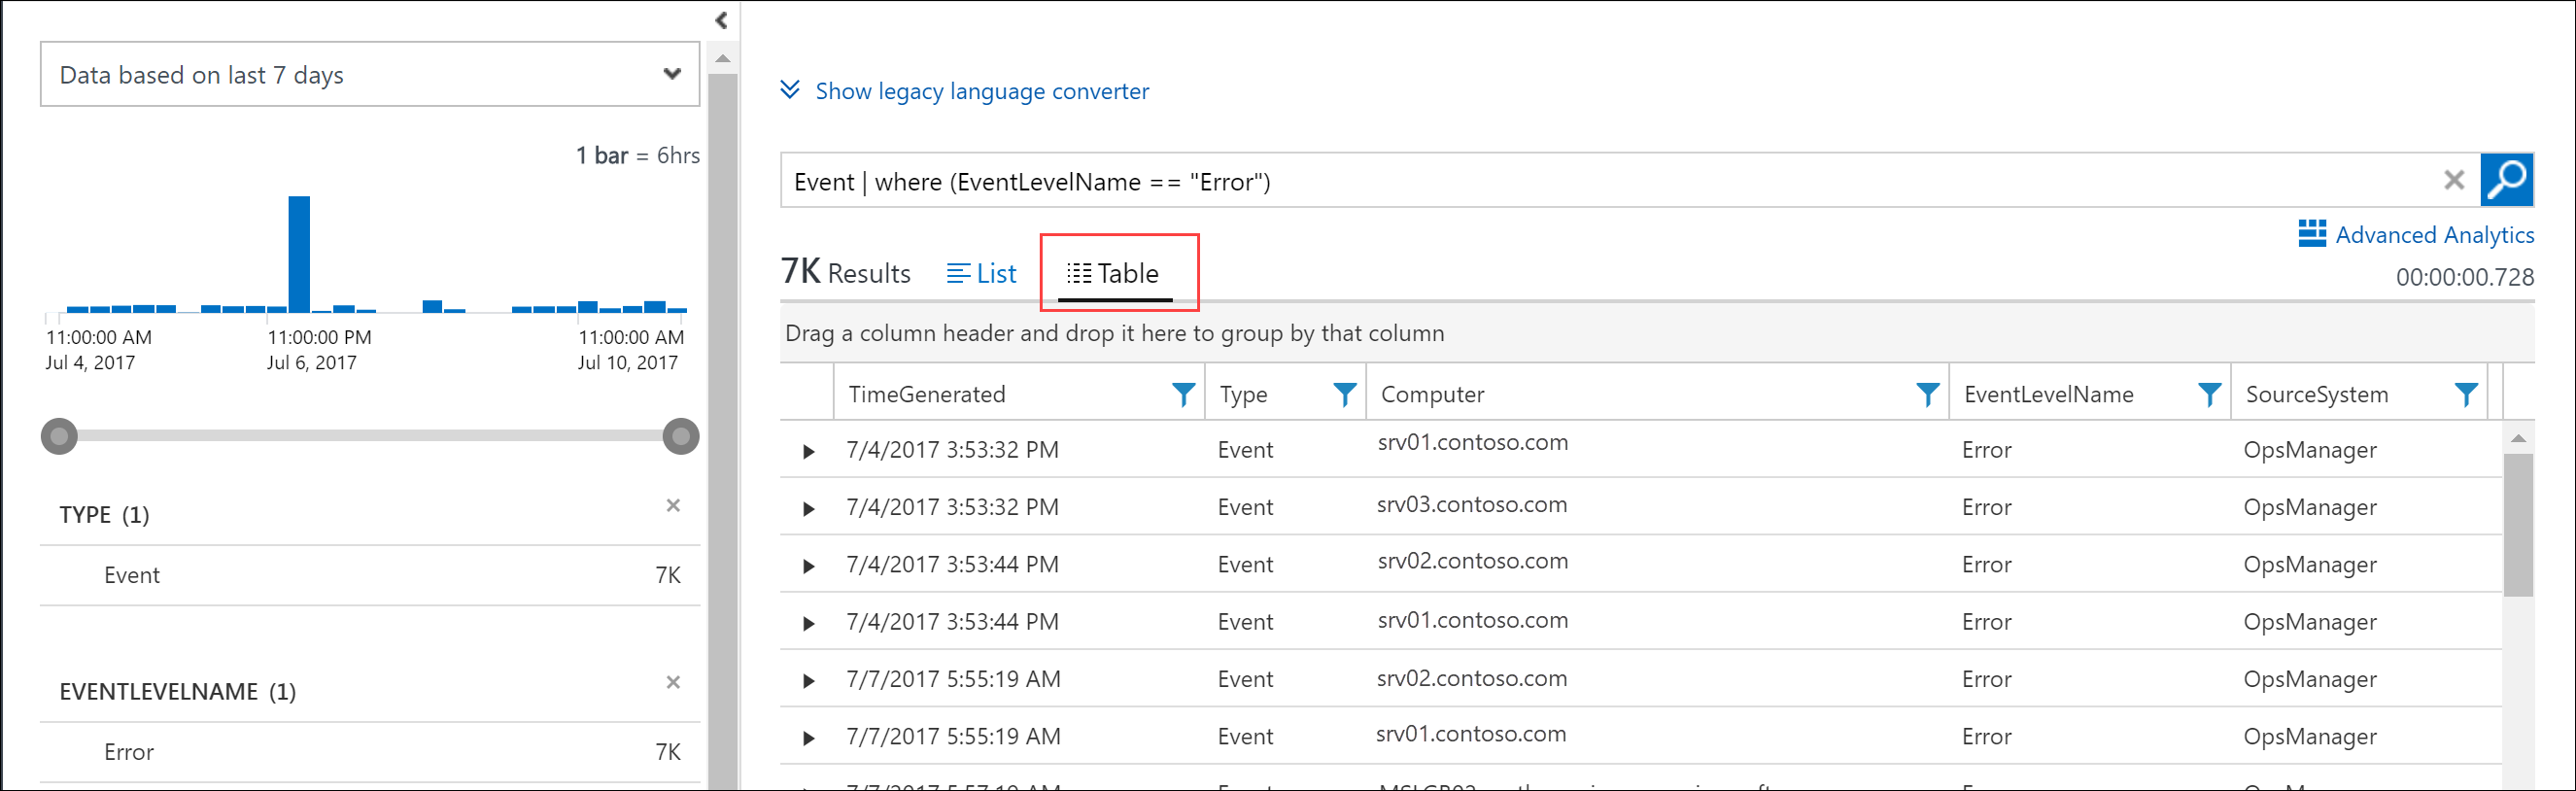 Data based on last 7 days
1 bar = 6hrs
11:00:00 AM 11:00:00 PM 11:00:00 AM
Jul 4, 2017 Jul 6, 2017 Jul 10, 2017
TYPE (1)
Event 7K
EVENTLEVELNAME (1)
Error 7K
Show legacy language converter
Event | where (EventLevelName == "Error")
Advanced Analytics
7K Results List Table
00:00:00.728
Drag a column header and drop it here to group by that column
TimeGenerated Type Computer EventLevelName SourceSystem
7/4/2017 3:53:32 PM Event srv01.contoso.com Error OpsManager
7/4/2017 3:53:32 PM Event srv03.contoso.com Error OpsManager
7/4/2017 3:53:44 PM Event srv02.contoso.com Error OpsManager
7/4/2017 3:53:44 PM Event srv01.contoso.com Error OpsManager
7/7/2017 5:55:19 AM Event srv02.contoso.com Error OpsManager
7/7/2017 5:55:19 AM Event srv01.contoso.com Error OpsManager